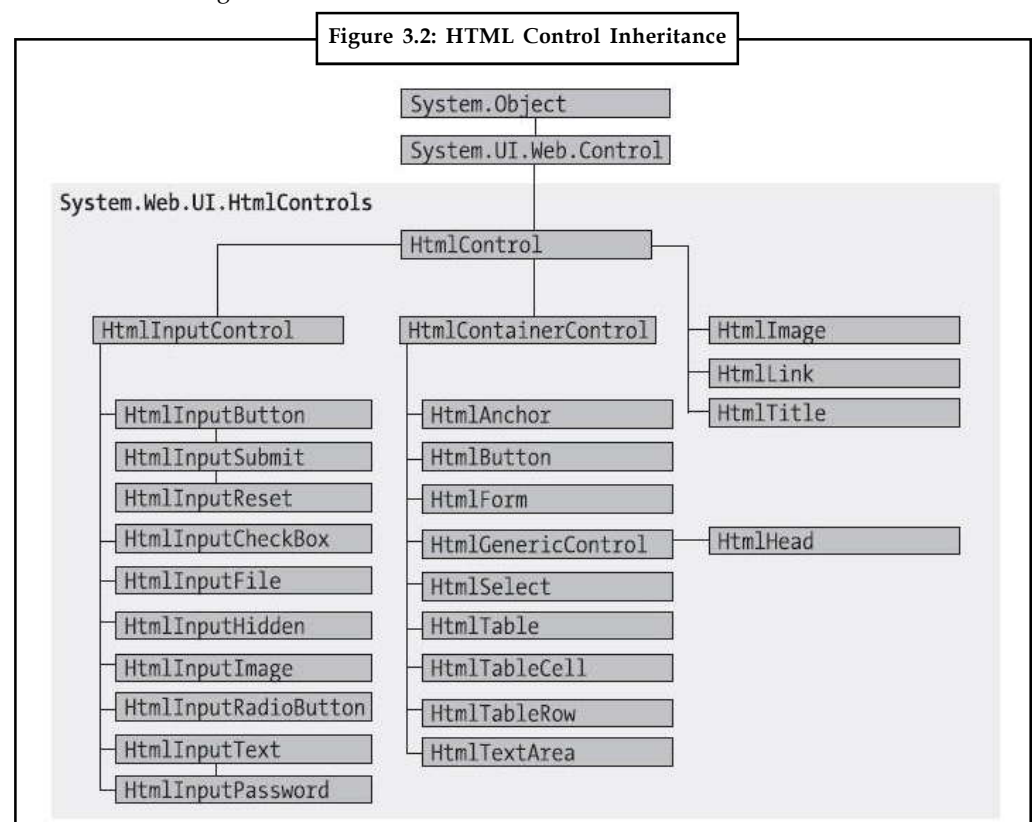 Figure 3.2: HTML Control Inheritance
System.Object
System.UI.Web.Control
System.Web.UI.HtmlControls
HtmlControl
HtmlInputControl
HtmlInputButton
HtmlInputSubmit
HtmlInputReset
HtmlInputCheckBox
HtmlInputFile
HtmlInputHidden
HtmlInputImage
HtmlInputRadioButton
HtmlInputText
HtmlInputPassword
HtmlContainerControl
HtmlAnchor
HtmlButton
HtmlForm
HtmlGenericControl
HtmlHead
HtmlSelect
HtmlTable
HtmlTableCell
HtmlTableRow
HtmlTextArea
HtmlImage
HtmlLink
HtmlTitle